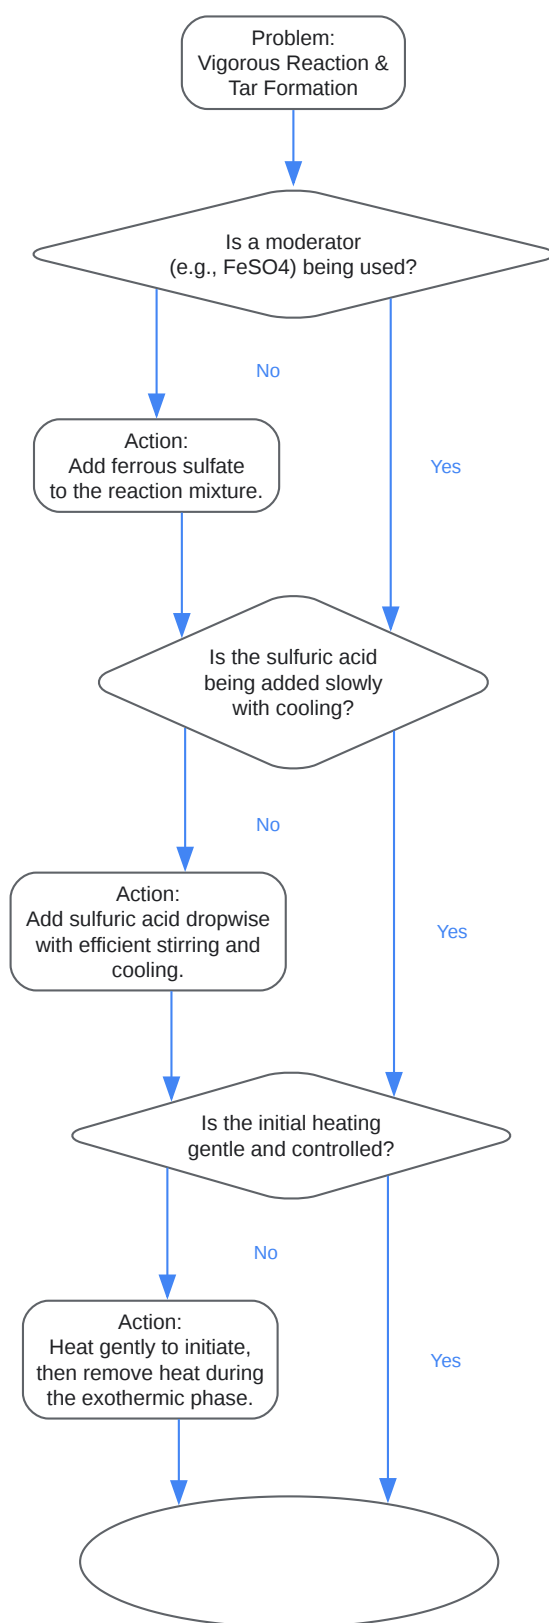 Problem:
Vigorous Reaction &
Tar Formation
Is a moderator
(e.g., FeSO4) being used?
No
Action:
Add ferrous sulfate
to the reaction mixture.
Yes
Is the sulfuric acid
being added slowly
with cooling?
No
Action:
Add sulfuric acid dropwise
with efficient stirring and
cooling.
Yes
Is the initial heating
gentle and controlled?
No
Action:
Heat gently to initiate,
then remove heat during
the exothermic phase.
Yes